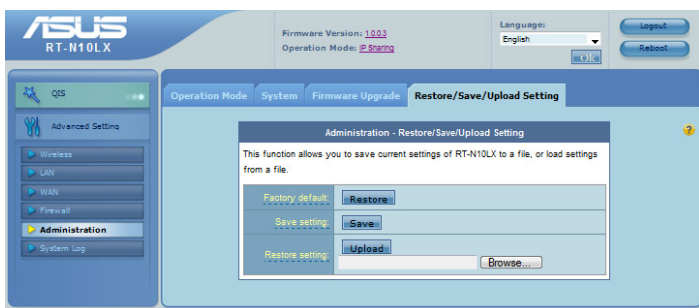 ASUS
RT-N10LX
Firmware Version: 1.0.0.3
Operation Mode: IP Sharing
Language:
English
OK
Logout
Reboot
QIS
Advanced Setting
Wireless
LAN
WAN
Firewall
Administration
System Log
Operation Mode System Firmware Upgrade Restore/Save/Upload Setting
Administration - Restore/Save/Upload Setting
This function allows you to save current settings of RT-N10LX to a file, or load settings
from a file.
Factory default: Restore
Save setting: Save
Restore setting: Upload
Browse...
?